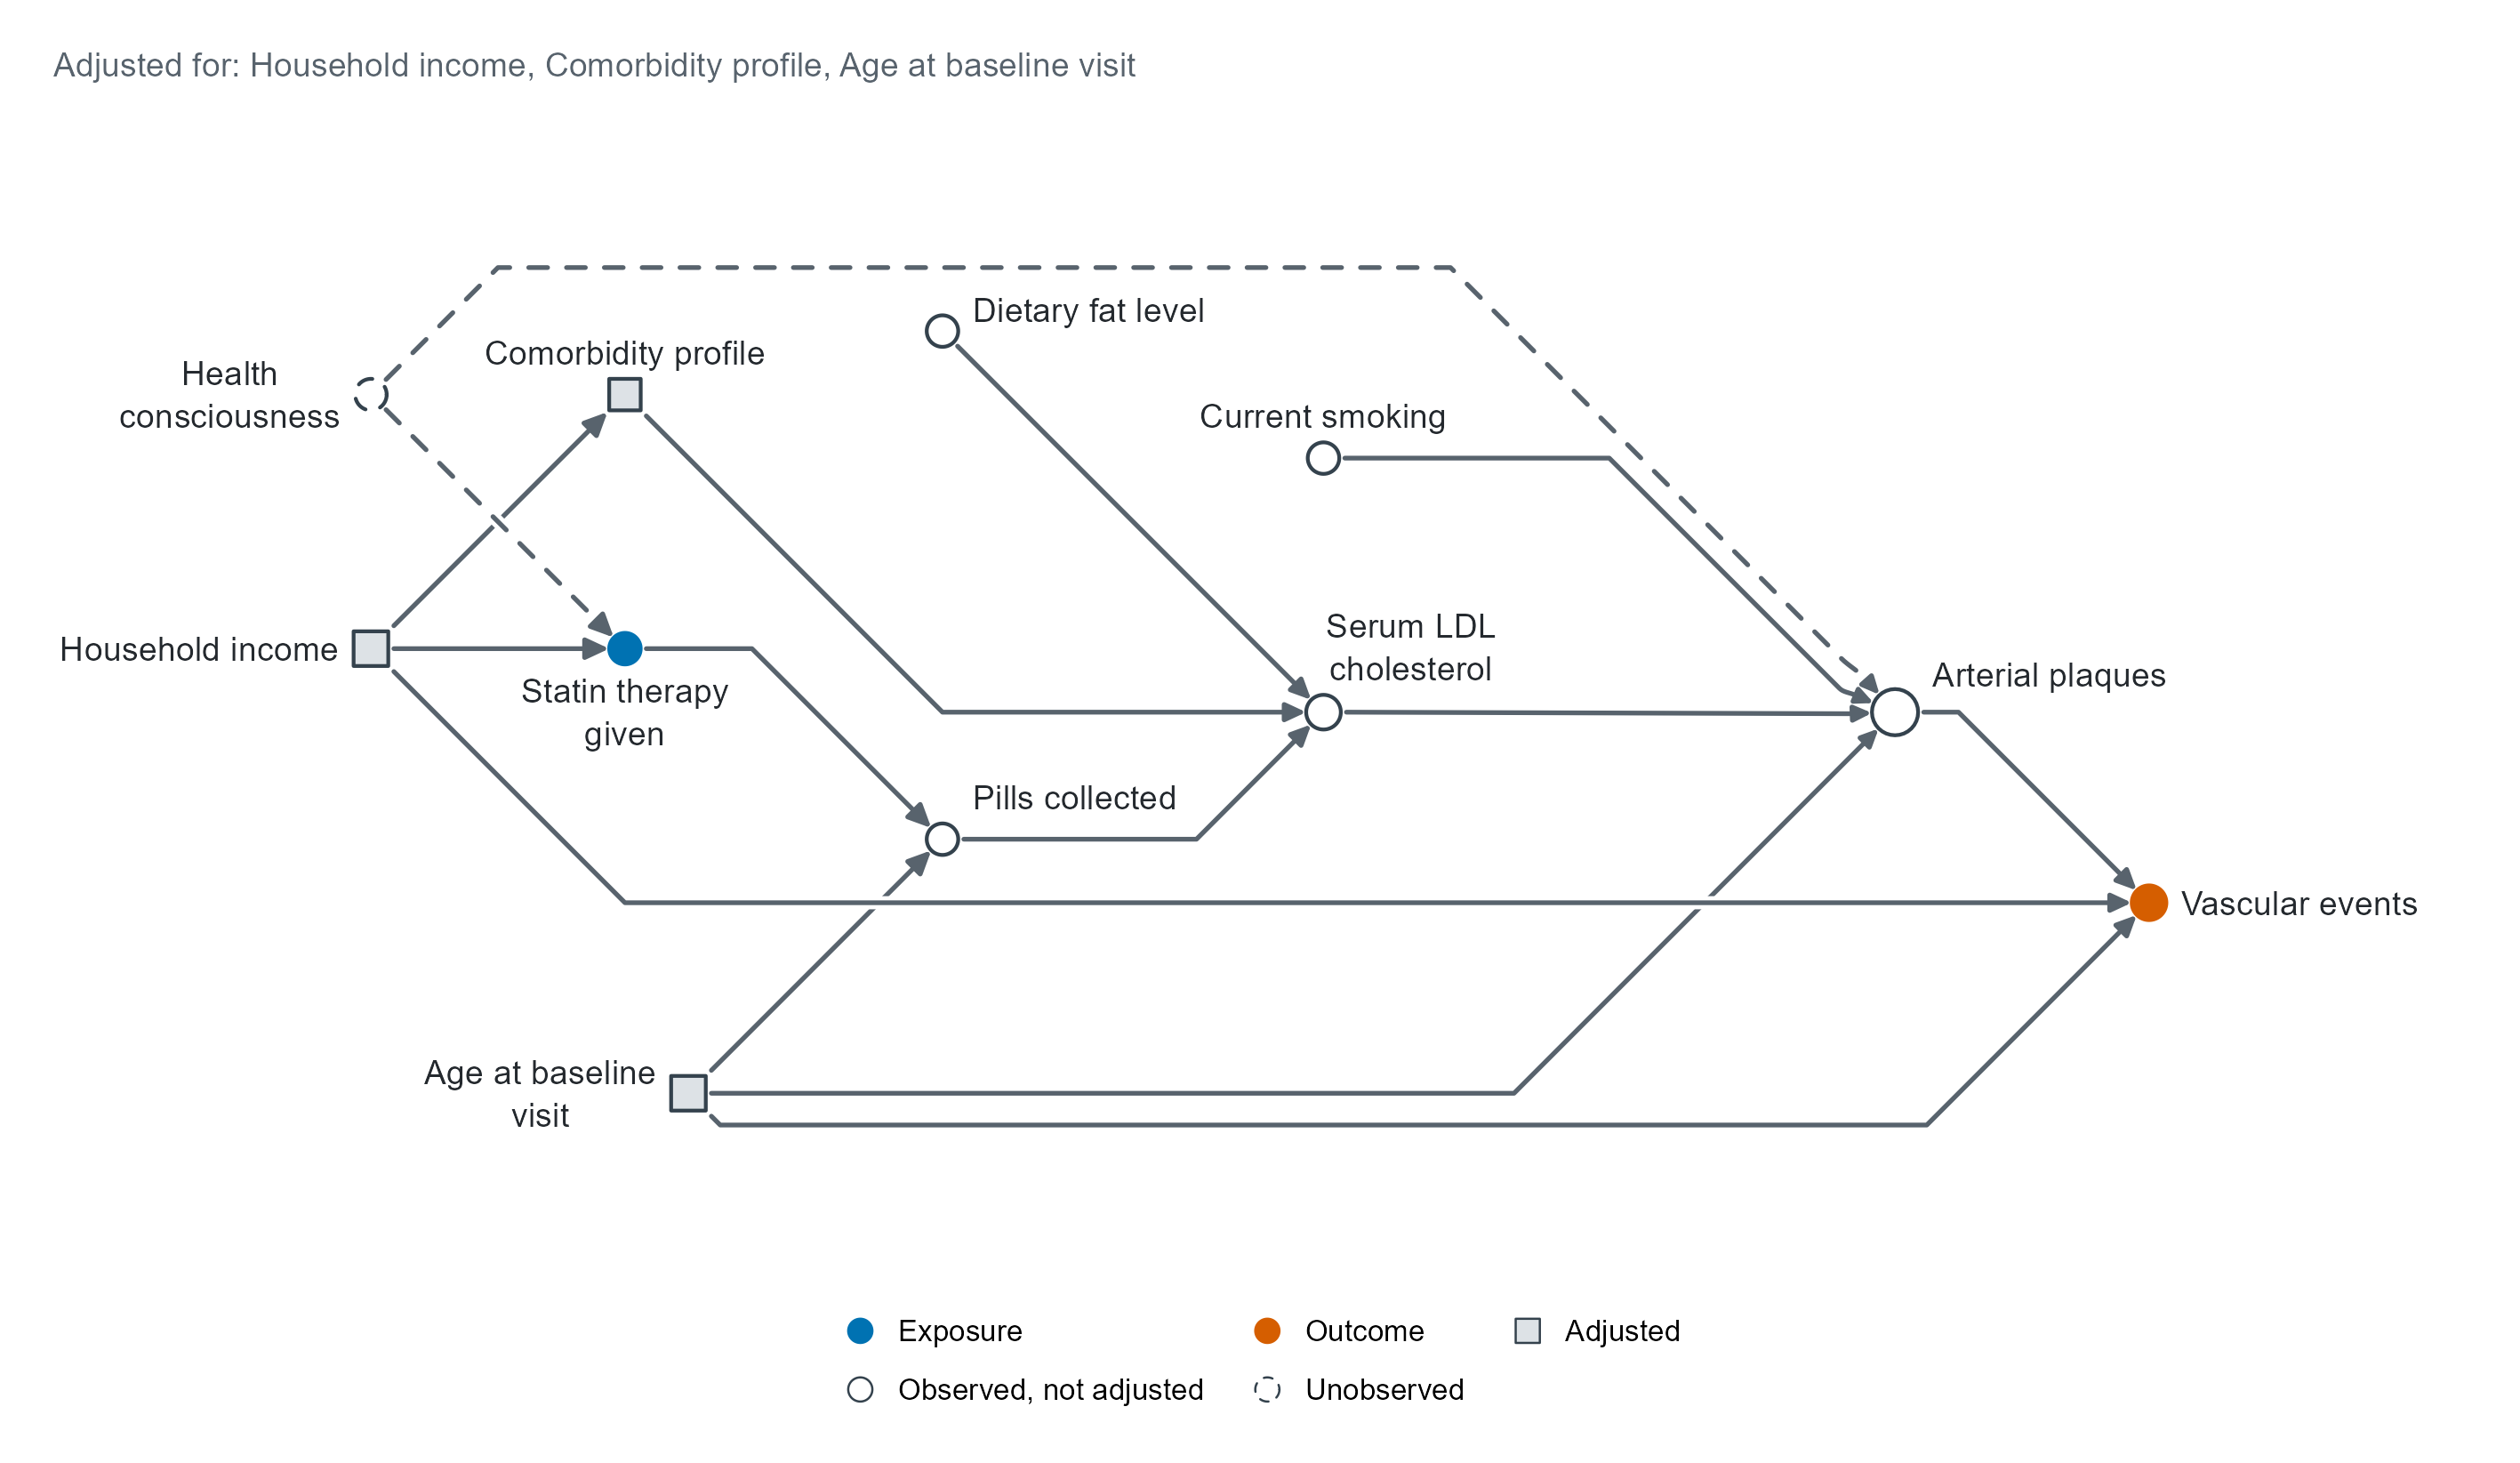 Adjusted for: Household income, Comorbidity profile, Age at baseline visit
Dietary fat level
Comorbidity profile
Health
consciousness
Current smoking
Serum LDL
cholesterol
Household income
Arterial plaques
Statin therapy
given
Pills collected
Vascular events
Age at baseline
visit
Exposure
Outcome
Adjusted
Observed, not adjusted
Unobserved